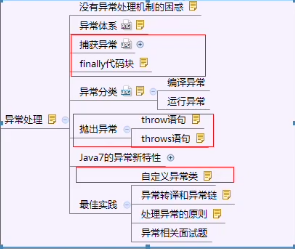 没有异常处理机制的困惑
异常体系
捕获异常
finally代码块
异常分类
编译异常
运行异常
异常处理
抛出异常
throw语句
throws语句
Java7的异常新特性
自定义异常类
最佳实践
异常转译和异常链
处理异常的原则
异常相关面试题